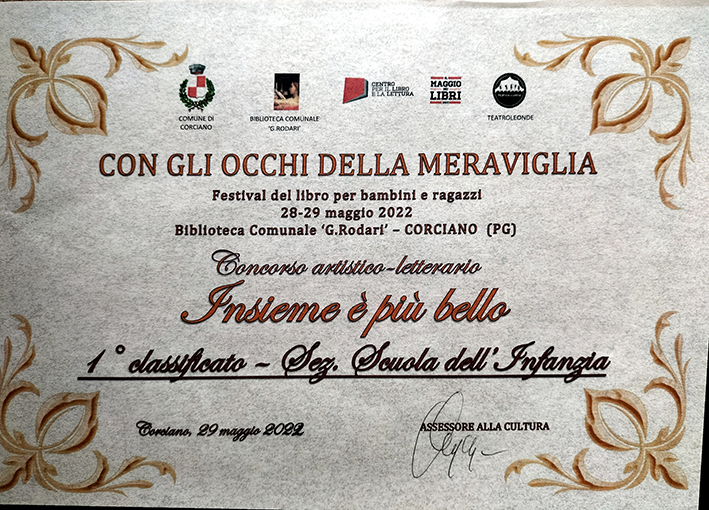 COMUNE DI
CORCIANO
BIBLIOTECA COMUNALE
'G.RODARI'
CENTRO
PER IL LIBRO
E LA LETTURA
IL
MAGGIO
DEI
LIBRI
TEATROLEONDE
CON GLI OCCHI DELLA MERAVIGLIA
Festival del libro per bambini e ragazzi
28-29 maggio 2022
Biblioteca Comunale 'G.Rodari' – CORCIANO (PG)
Concorso artistico-letterario
Insieme è più bello
1° classificato – Sez. Scuola dell'Infanzia
Corciano, 29 maggio 2022
ASSESSORE ALLA CULTURA